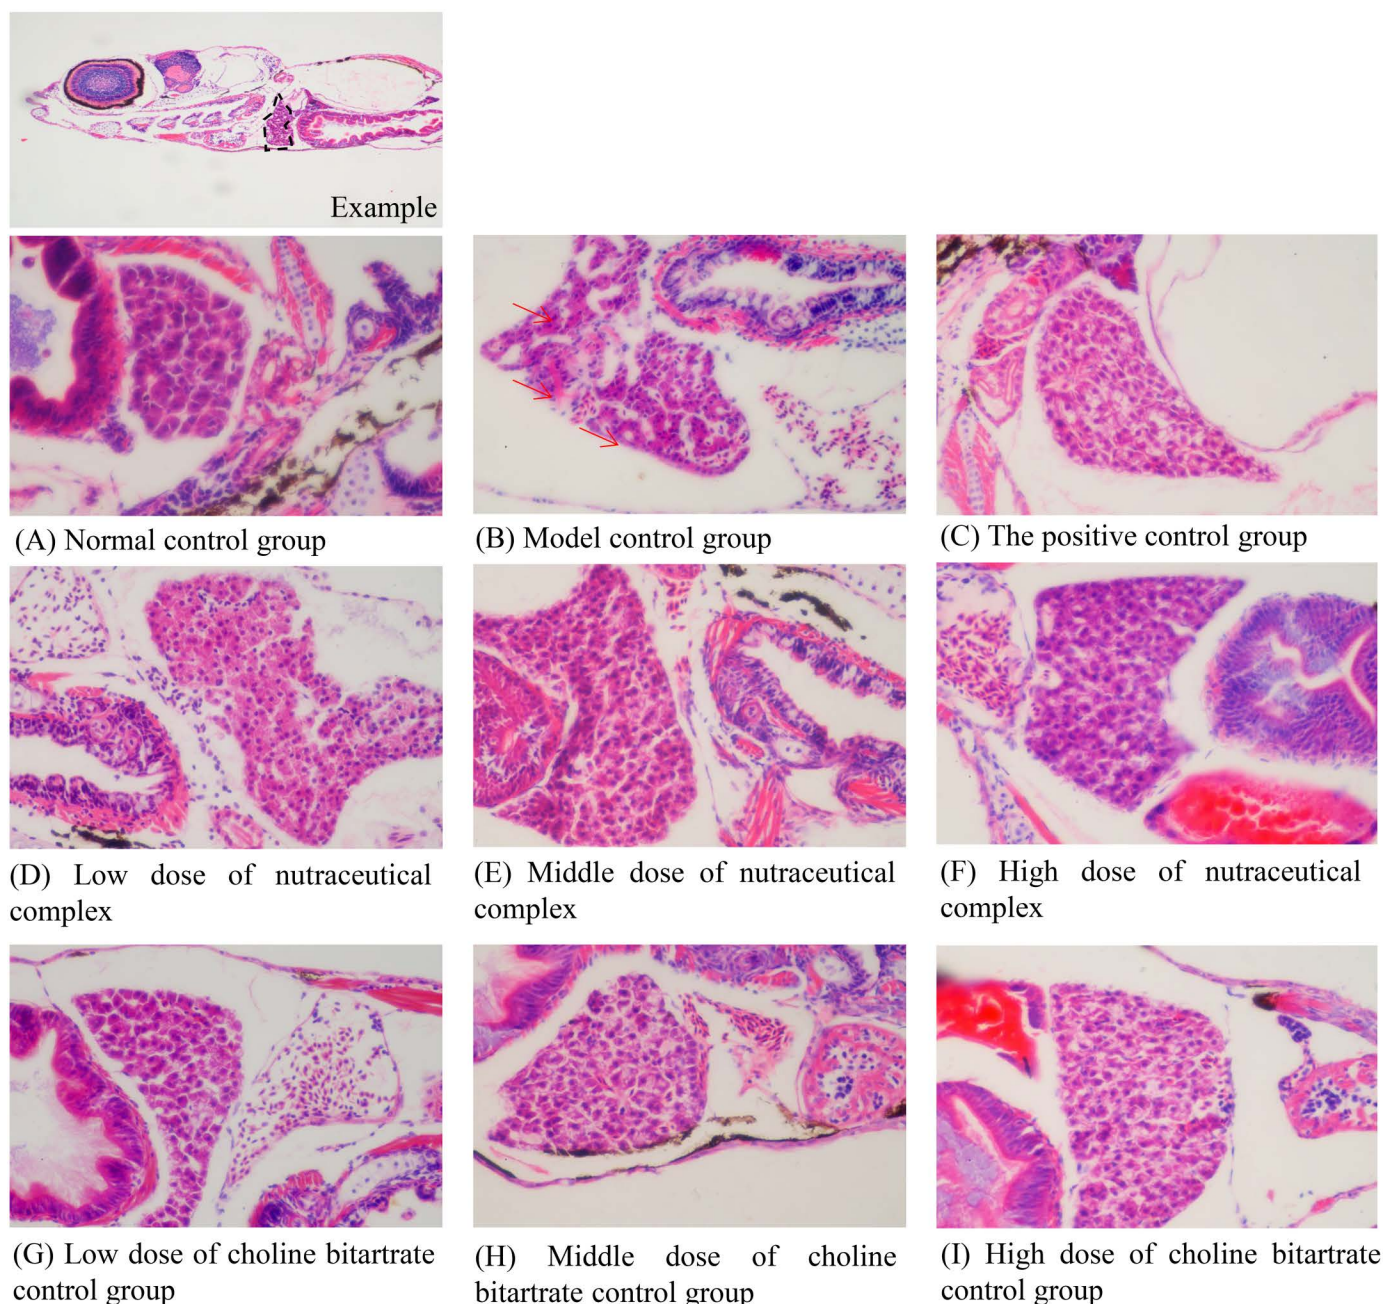 Example
(A) Normal control group
(B) Model control group
(C) The positive control group
(D) Low dose of nutraceutical
complex
(E) Middle dose of nutraceutical
complex
(F) High dose of nutraceutical
complex
(G) Low dose of choline bitartrate
control group
(H) Middle dose of choline
bitartrate control group
(I) High dose of choline bitartrate
control group